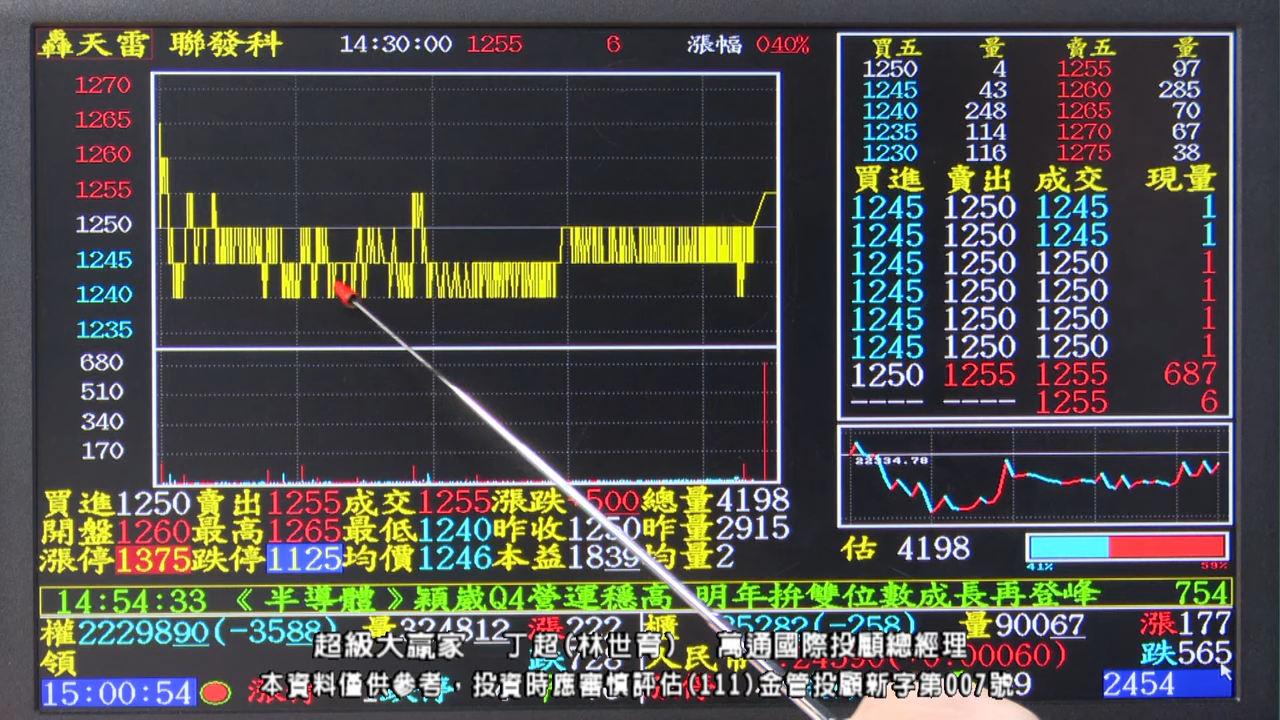 轟天雷 聯發科 14:30:00 1255 6 漲幅 0.40%
1270
1265
1260
1255
1250
1245
1240
1235
680
510
340
170
買五 量 賣五 量
1250 4 1255 97
1245 43 1260 285
1240 248 1265 70
1235 114 1270 67
1230 116 1275 38
買進 賣出 成交 現量
1245 1250 1245 1
1245 1250 1245 1
1245 1250 1250 1
1245 1250 1250 1
1245 1250 1250 1
1245 1250 1250 1
1250 1255 1255 687
---- ---- 1255 6
22334.78
買進1250賣出1255成交1255漲跌 500總量4198
開盤1260最高1265最低1240昨收1250昨量2915
漲停1375跌停1125均價1246本益1839均量2
估 4198
41% 59%
14:54:33 《半導體》穎崴Q4營運穩高 明年拚雙位數成長再登峰 754
權2229890(-3588) 量324812 漲222 櫃 25282(-258) 量90067 漲177
領 跌728 人民幣 跌565
超級大贏家 丁超(林世育) 萬通國際投顧總經理
本資料僅供參考，投資時應審慎評估(111)金管投顧新字第007號
15:00:54 2454